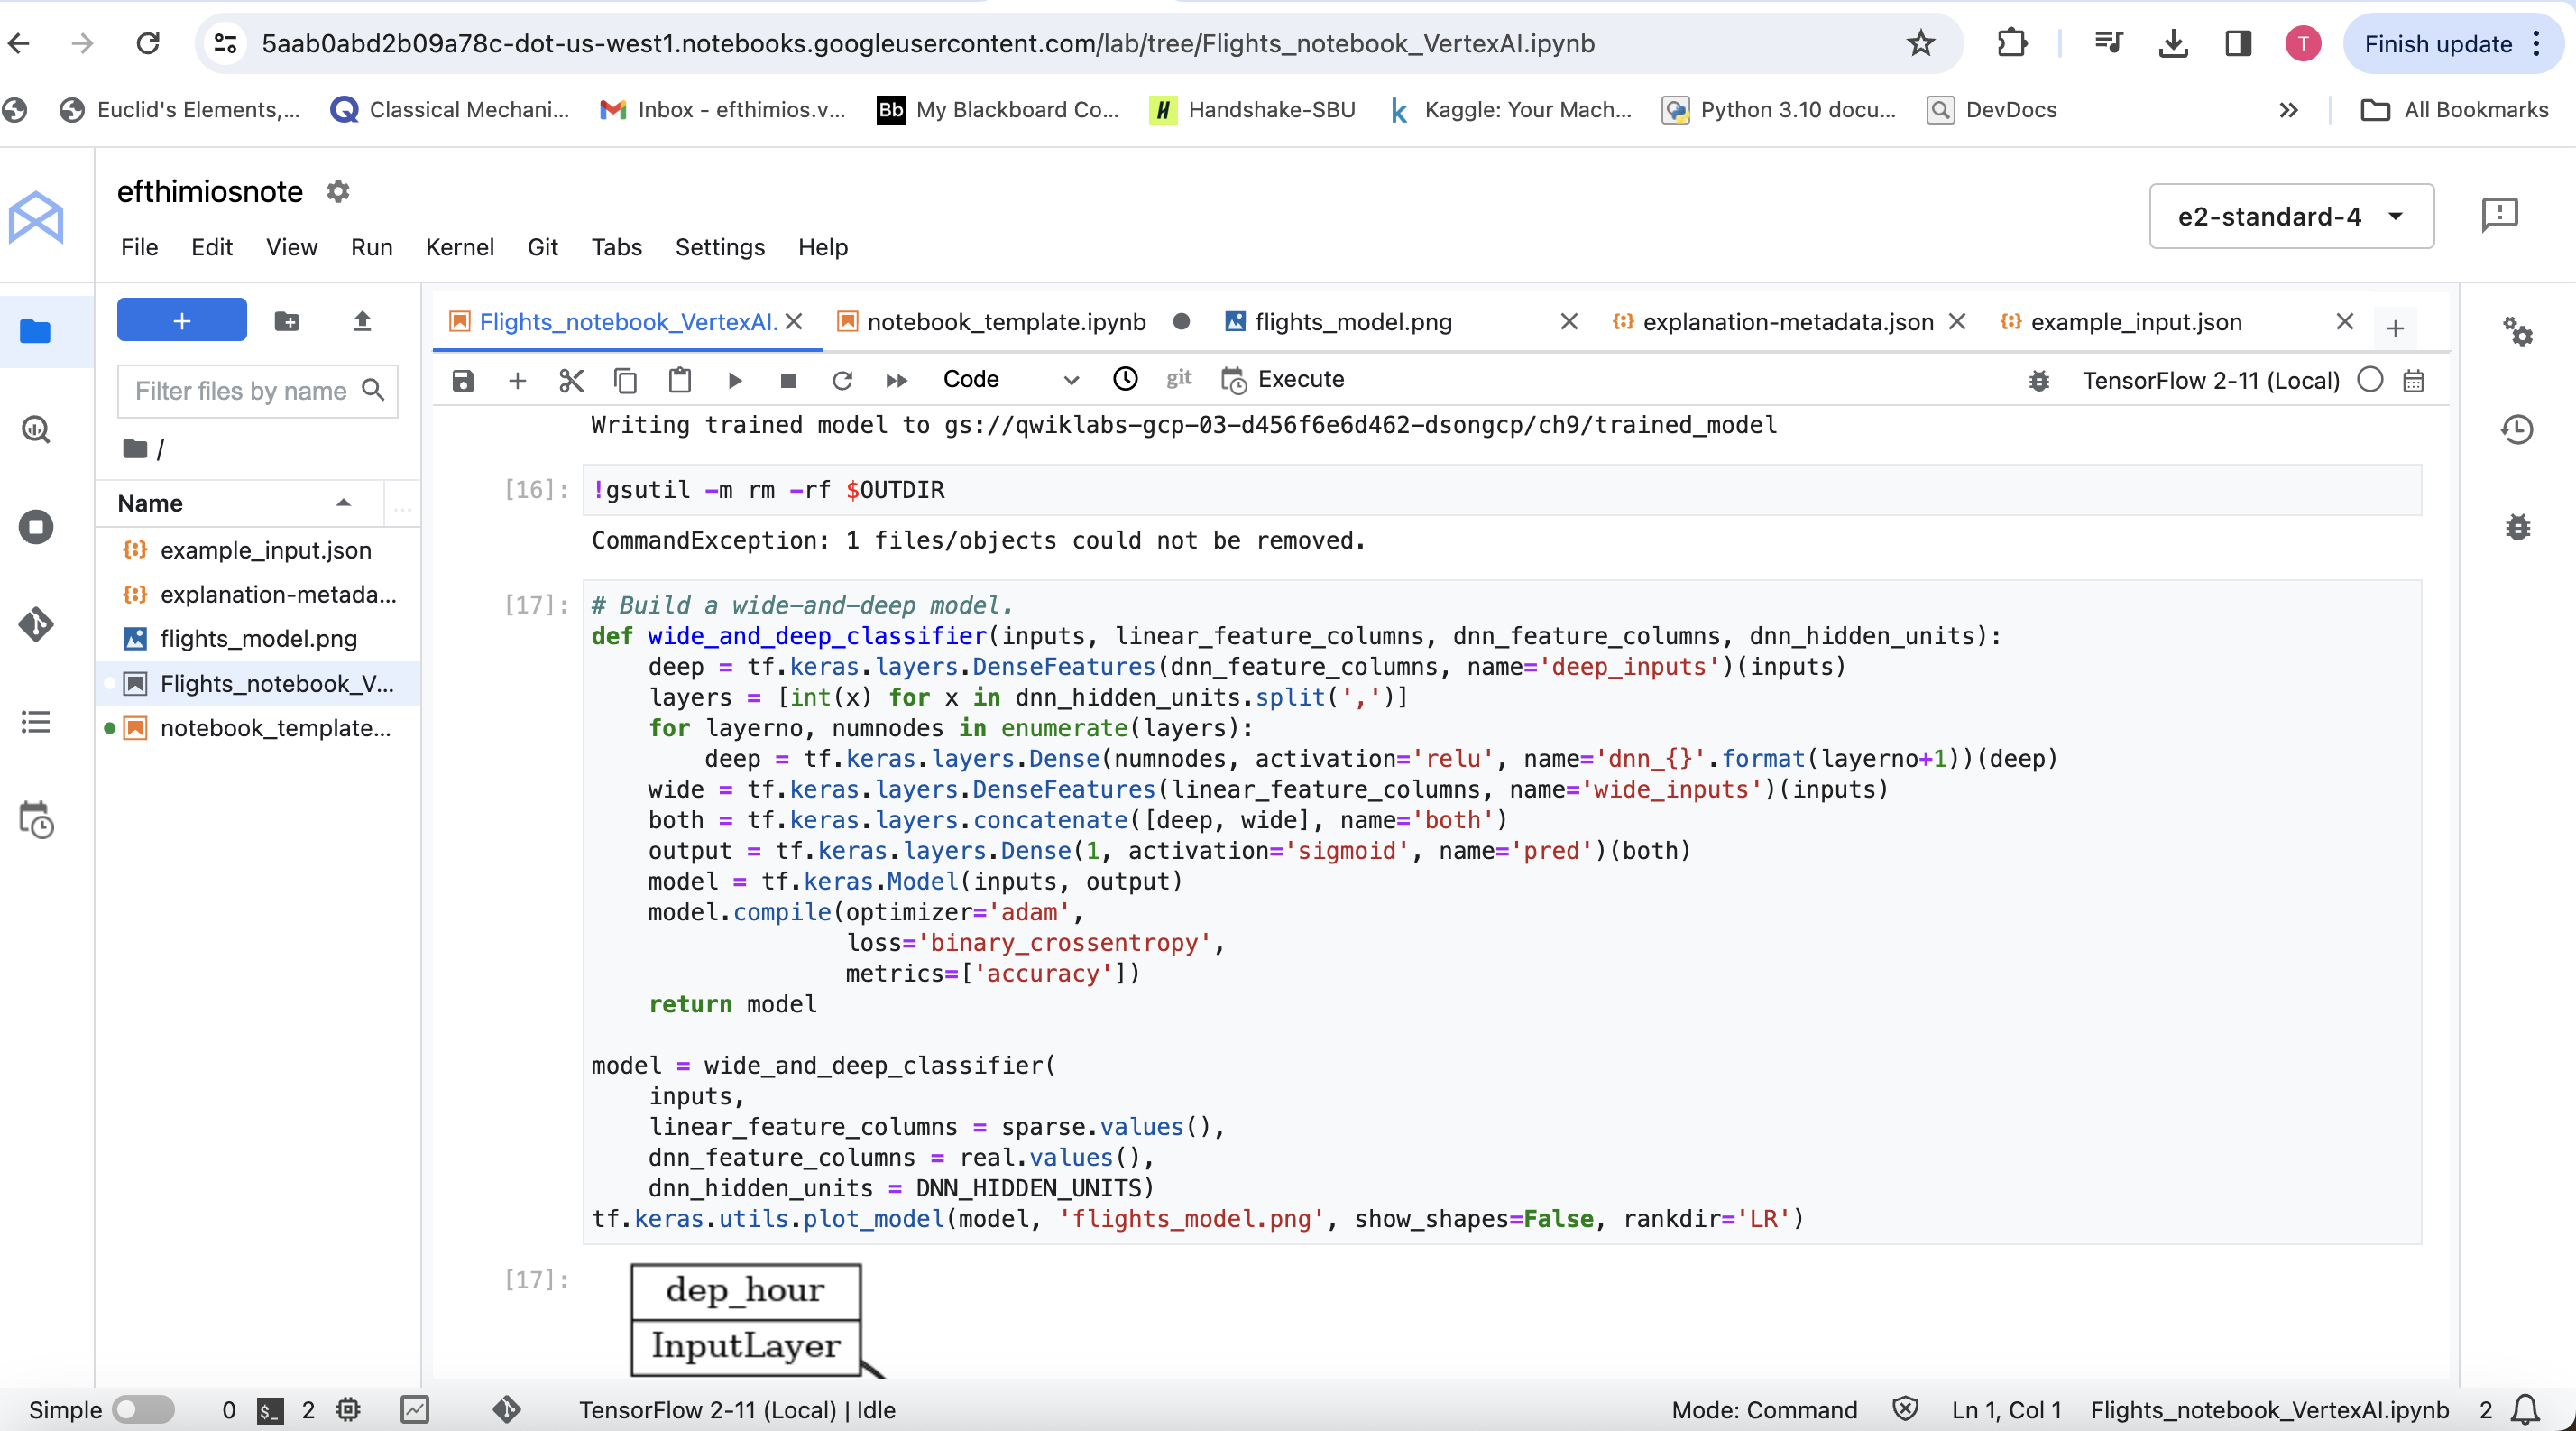 5aab0abd2b09a78c-dot-us-west1.notebooks.googleusercontent.com/lab/tree/Flights_notebook_VertexAI.ipynb
T
Finish update
Euclid's Elements,...
Classical Mechani...
Inbox - efthimios.v...
Bb My Blackboard Co...
H Handshake-SBU
k Kaggle: Your Mach...
Python 3.10 docu...
DevDocs
All Bookmarks
efthimiosnote
e2-standard-4
File Edit View Run Kernel Git Tabs Settings Help
Flights_notebook_VertexAI.
notebook_template.ipynb
flights_model.png
explanation-metadata.json
example_input.json
Filter files by name
Code
git
Execute
TensorFlow 2-11 (Local)
/
Name
...
example_input.json
explanation-metada...
flights_model.png
Flights_notebook_V...
notebook_template...
Writing trained model to gs://qwiklabs-gcp-03-d456f6e6d462-dsongcp/ch9/trained_model
[16]: !gsutil -m rm -rf $OUTDIR
CommandException: 1 files/objects could not be removed.
[17]: # Build a wide-and-deep model.
def wide_and_deep_classifier(inputs, linear_feature_columns, dnn_feature_columns, dnn_hidden_units):
    deep = tf.keras.layers.DenseFeatures(dnn_feature_columns, name='deep_inputs')(inputs)
    layers = [int(x) for x in dnn_hidden_units.split(',')]
    for layerno, numnodes in enumerate(layers):
        deep = tf.keras.layers.Dense(numnodes, activation='relu', name='dnn_{}'.format(layerno+1))(deep)
    wide = tf.keras.layers.DenseFeatures(linear_feature_columns, name='wide_inputs')(inputs)
    both = tf.keras.layers.concatenate([deep, wide], name='both')
    output = tf.keras.layers.Dense(1, activation='sigmoid', name='pred')(both)
    model = tf.keras.Model(inputs, output)
    model.compile(optimizer='adam',
                  loss='binary_crossentropy',
                  metrics=['accuracy'])
    return model
model = wide_and_deep_classifier(
    inputs,
    linear_feature_columns = sparse.values(),
    dnn_feature_columns = real.values(),
    dnn_hidden_units = DNN_HIDDEN_UNITS)
tf.keras.utils.plot_model(model, 'flights_model.png', show_shapes=False, rankdir='LR')
[17]:
dep_hour
InputLayer
Simple
0
$_
2
TensorFlow 2-11 (Local) | Idle
Mode: Command
Ln 1, Col 1
Flights_notebook_VertexAI.ipynb
2